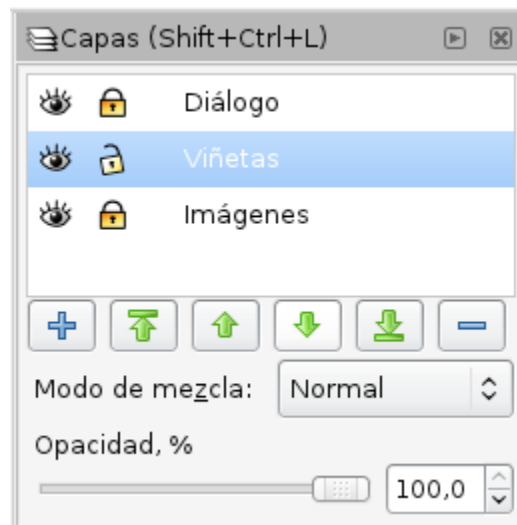 Capas (Shift+Ctrl+L)
Diálogo
Viñetas
Imágenes
Modo de mezcla: Normal
Opacidad, %
100,0